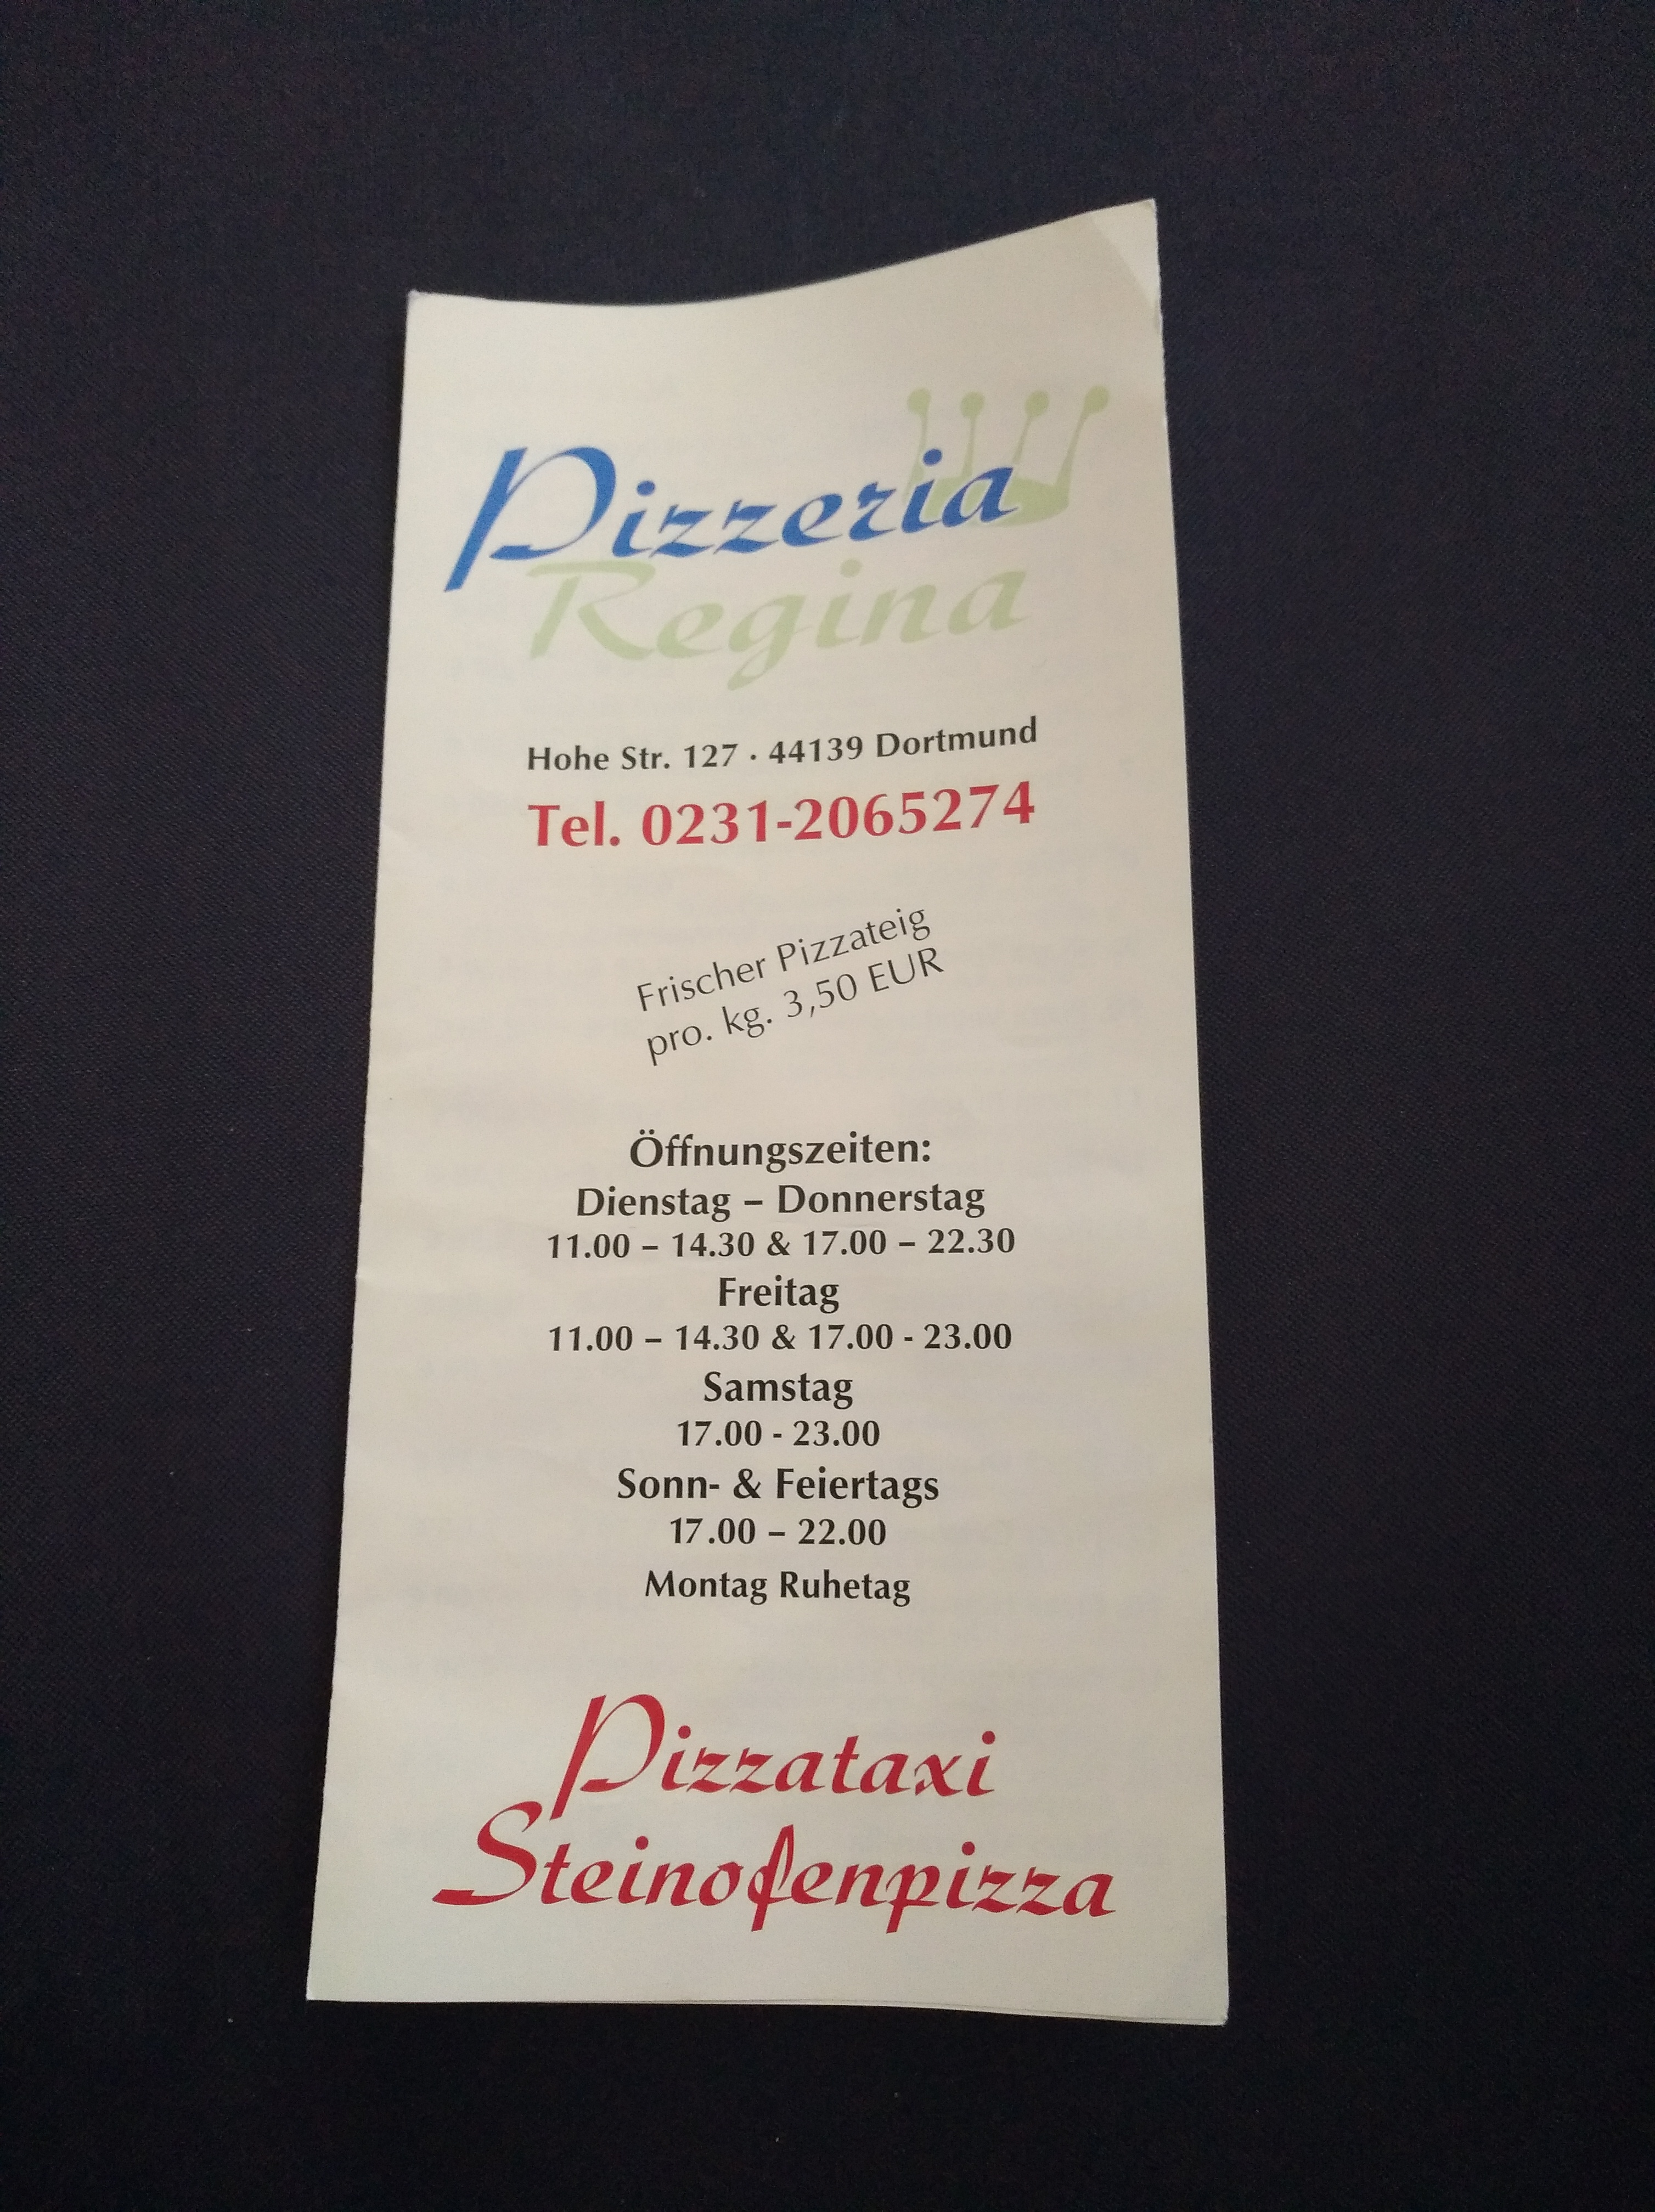 Pizzeria
Regina
Hohe Str. 127 · 44139 Dortmund
Tel. 0231-2065274
Frischer Pizzateig
pro. kg. 3,50 EUR
Öffnungszeiten:
Dienstag – Donnerstag
11.00 – 14.30 & 17.00 – 22.30
Freitag
11.00 – 14.30 & 17.00 - 23.00
Samstag
17.00 - 23.00
Sonn- & Feiertags
17.00 – 22.00
Montag Ruhetag
Pizzataxi
Steinofenpizza